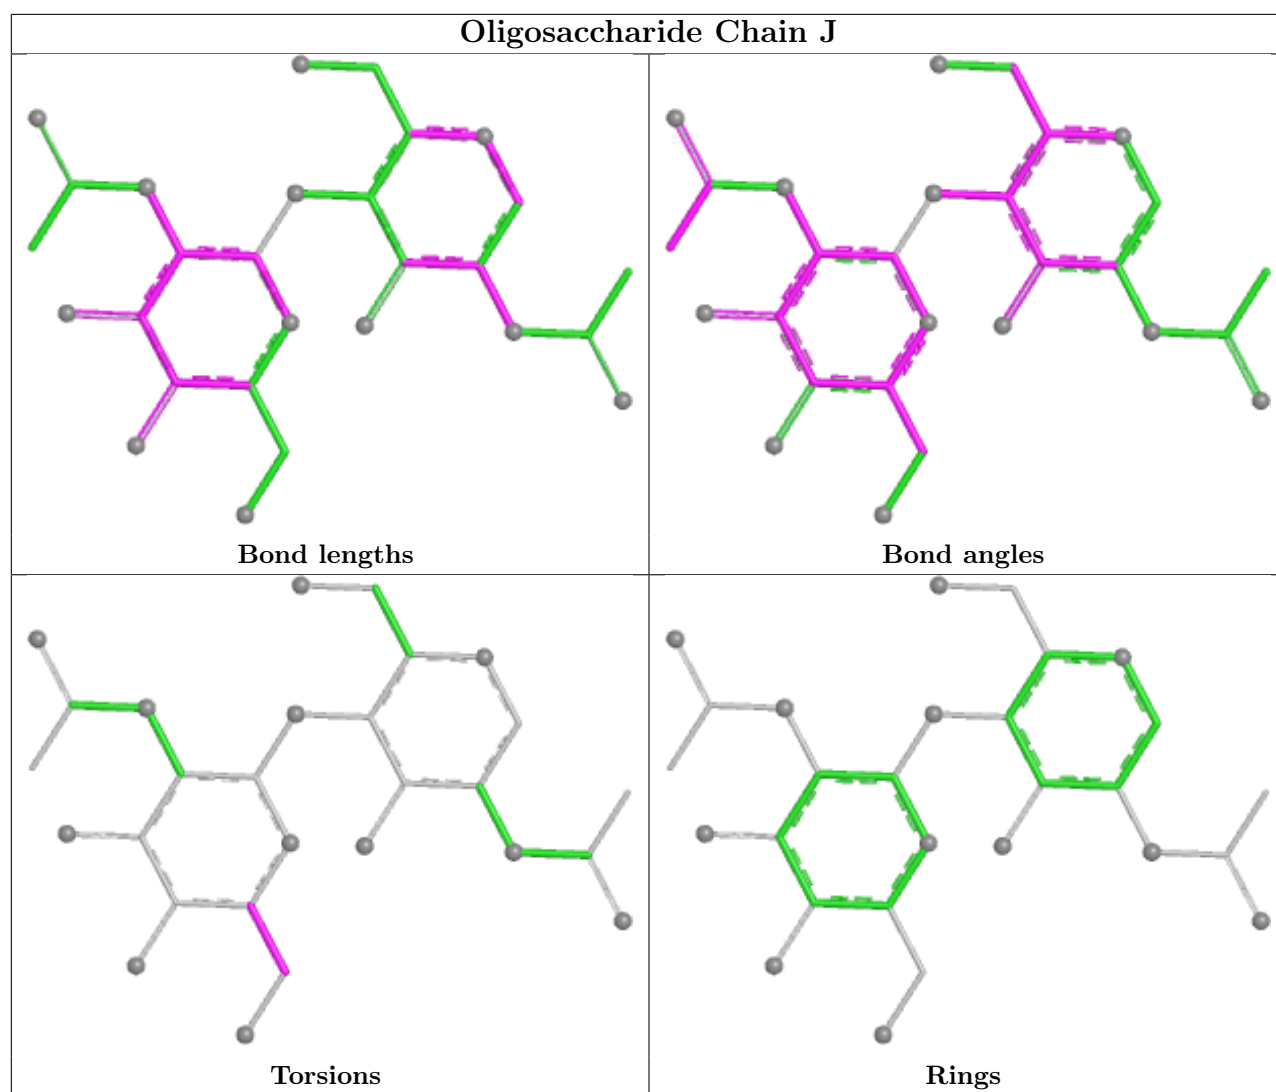 Oligosaccharide Chain J
Bond lengths
Bond angles
Torsions
Rings